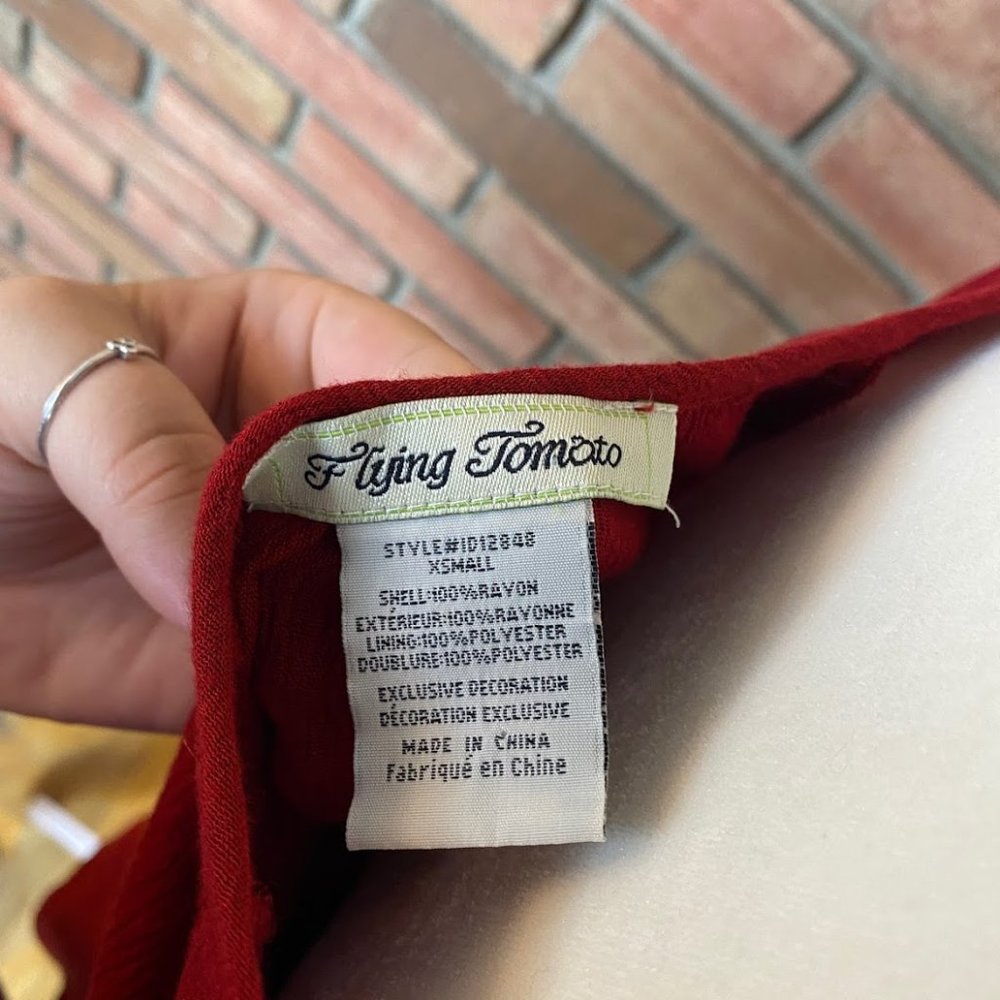 Flying Tomato
STYLE#ID12848
XSMALL
SHELL:100%RAYON
EXTÉRIEUR:100%RAYONNE
LINING:100%POLYESTER
DOUBLURE:100%POLYESTER
EXCLUSIVE DECORATION
DÉCORATION EXCLUSIVE
MADE IN CHINA
Fabriqué en Chine